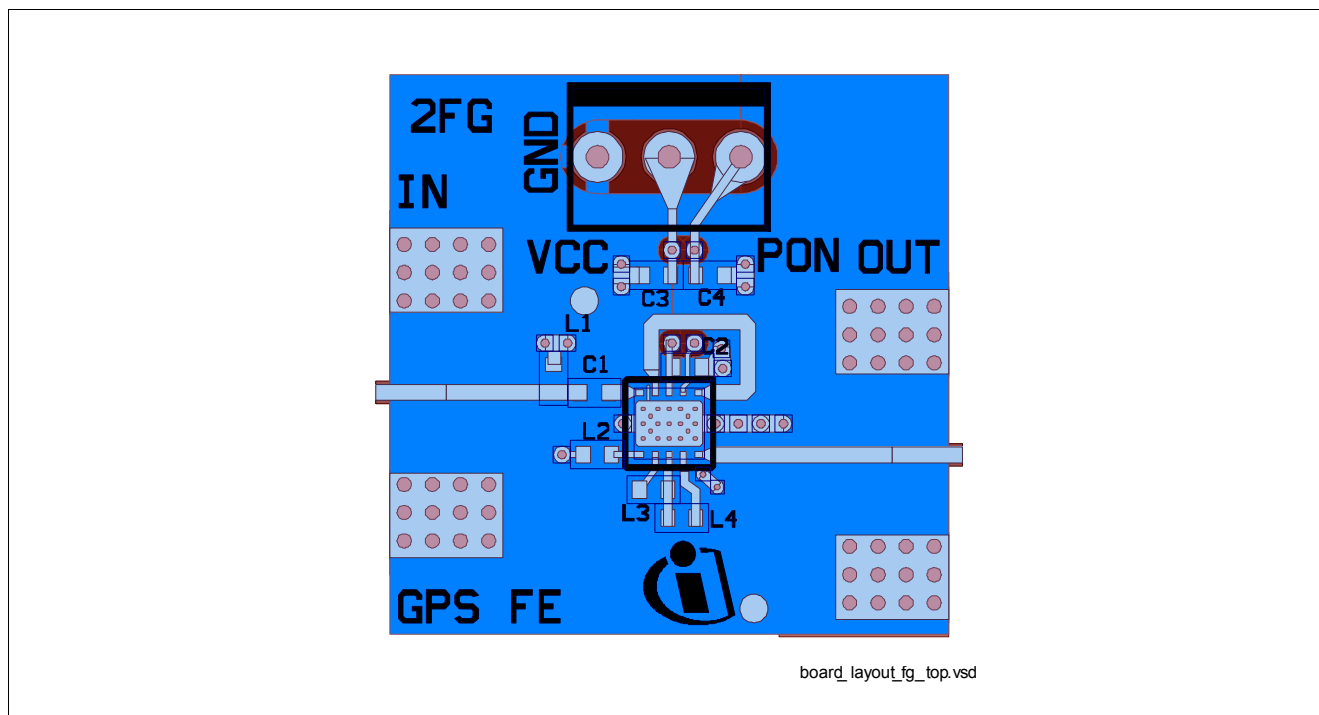 2FG
GND
IN
VCC
PON
OUT
C3
C4
L1
C2
C1
L2
L3
L4
GPS FE
board_layout_fg_top.vsd